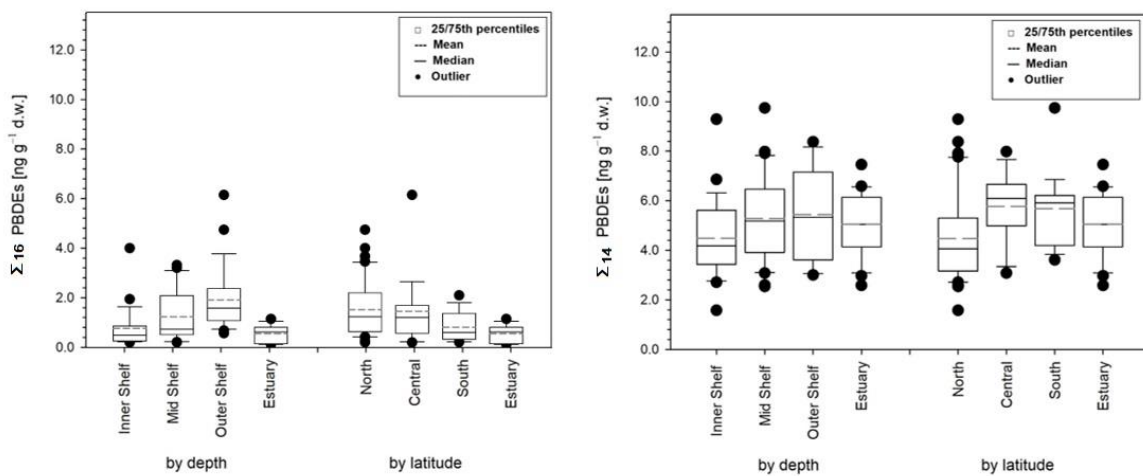 Σ16 PBDEs [ng g⁻¹ d.w.]
12.0
10.0
8.0
6.0
4.0
2.0
0.0
25/75th percentiles
Mean
Median
Outlier
Inner Shelf
Mid Shelf
Outer Shelf
Estuary
North
Central
South
Estuary
by depth
by latitude
Σ14 PBDEs [ng g⁻¹ d.w.]
12.0
10.0
8.0
6.0
4.0
2.0
0.0
25/75th percentiles
Mean
Median
Outlier
Inner Shelf
Mid Shelf
Outer Shelf
Estuary
North
Central
South
Estuary
by depth
by latitude